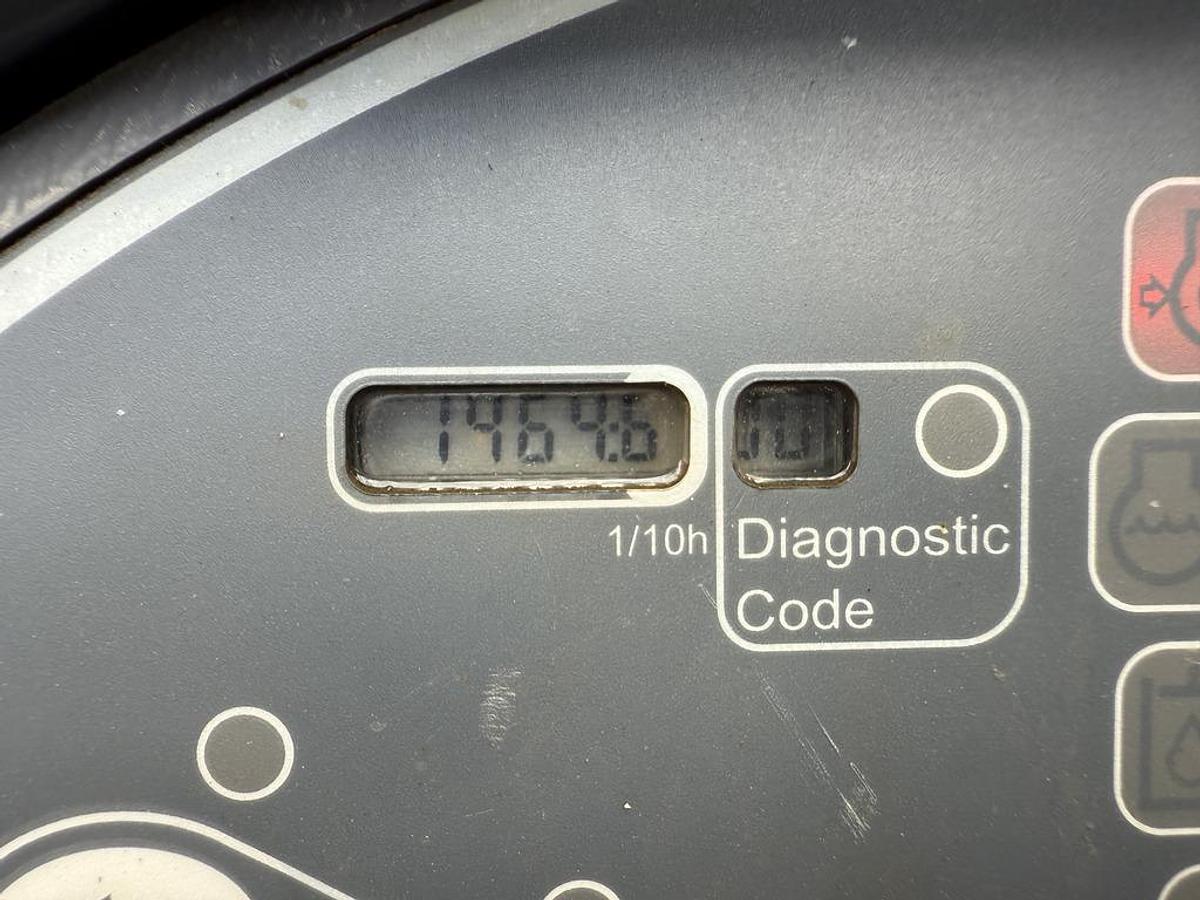 1464.6
1/10h
Diagnostic
Code